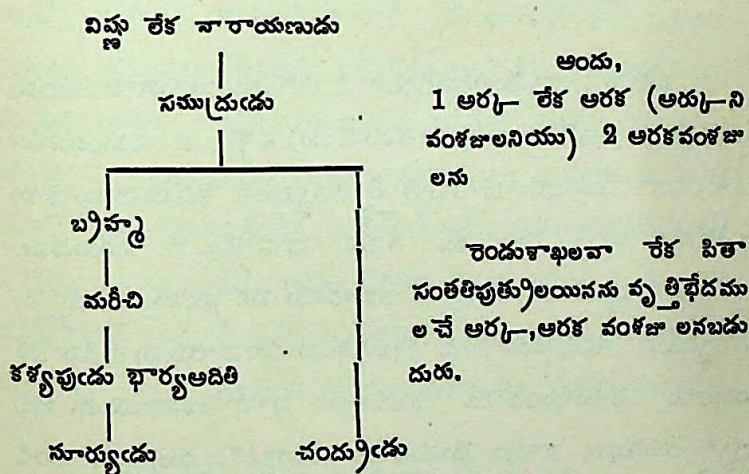 విష్ణు లేక నారాయణుడు
సముద్రుఁడు
బ్రహ్మ
మరీచి
కశ్యపుఁడు భార్యఅదితి
సూర్యుఁడు
చంద్రుఁడు
అందు,
1 అర్క— లేక అరక (అర్కు—ని
వంశజులనియు) 2 అరకవంశజు
లను
రెండుశాఖలవా రేక పితా
సంతతిపుత్రులయినను వృత్తిభేదము
లచే అర్క—,అరక వంశజు లనబడు
దురు.